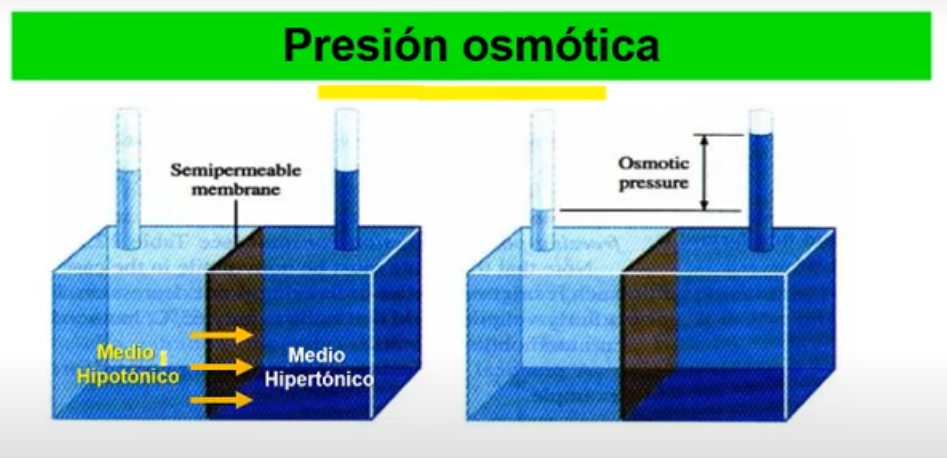 Presión osmótica
Semipermeable
membrane
Osmotic
pressure
Medio
Hipotónico
Medio
Hipertónico